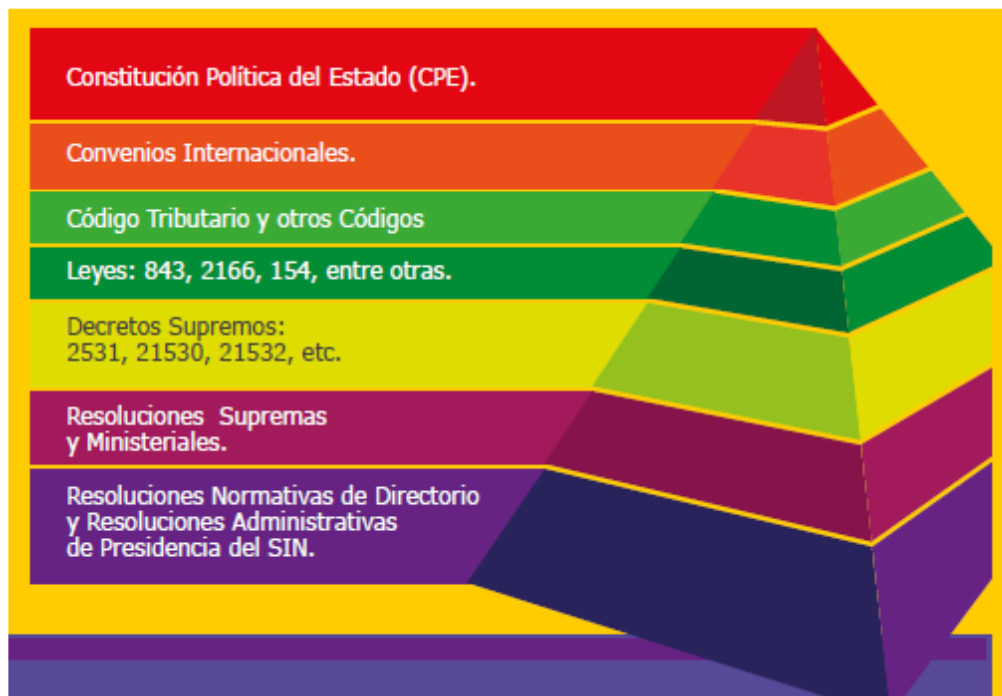 Constitución Política del Estado (CPE).
Convenios Internacionales.
Código Tributario y otros Códigos
Leyes: 843, 2166, 154, entre otras.
Decretos Supremos:
2531, 21530, 21532, etc.
Resoluciones Supremas
y Ministeriales.
Resoluciones Normativas de Directorio
y Resoluciones Administrativas
de Presidencia del SIN.